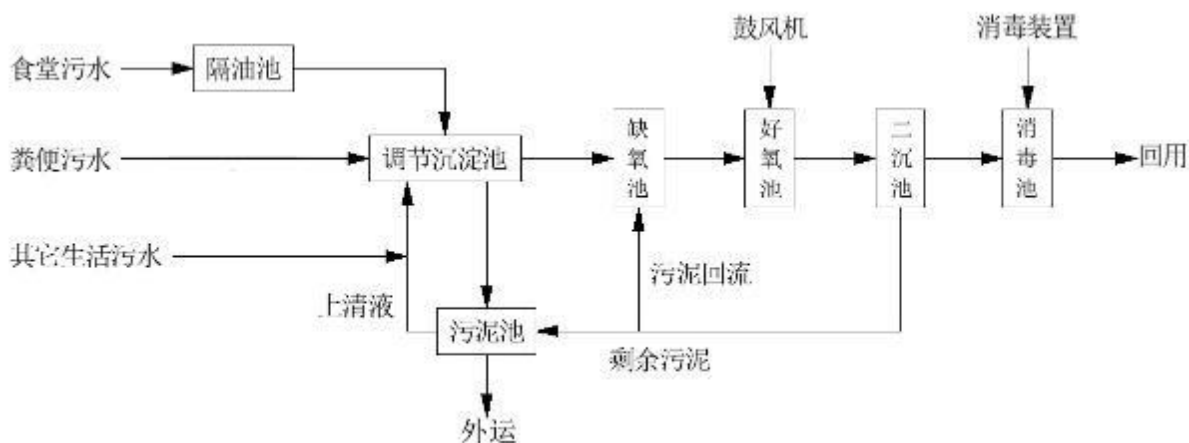 鼓风机
消毒装置
食堂污水
隔油池
粪便污水
调节沉淀池
缺氧池
好氧池
二沉池
消毒池
回用
其它生活污水
上清液
污泥回流
污泥池
剩余污泥
外运